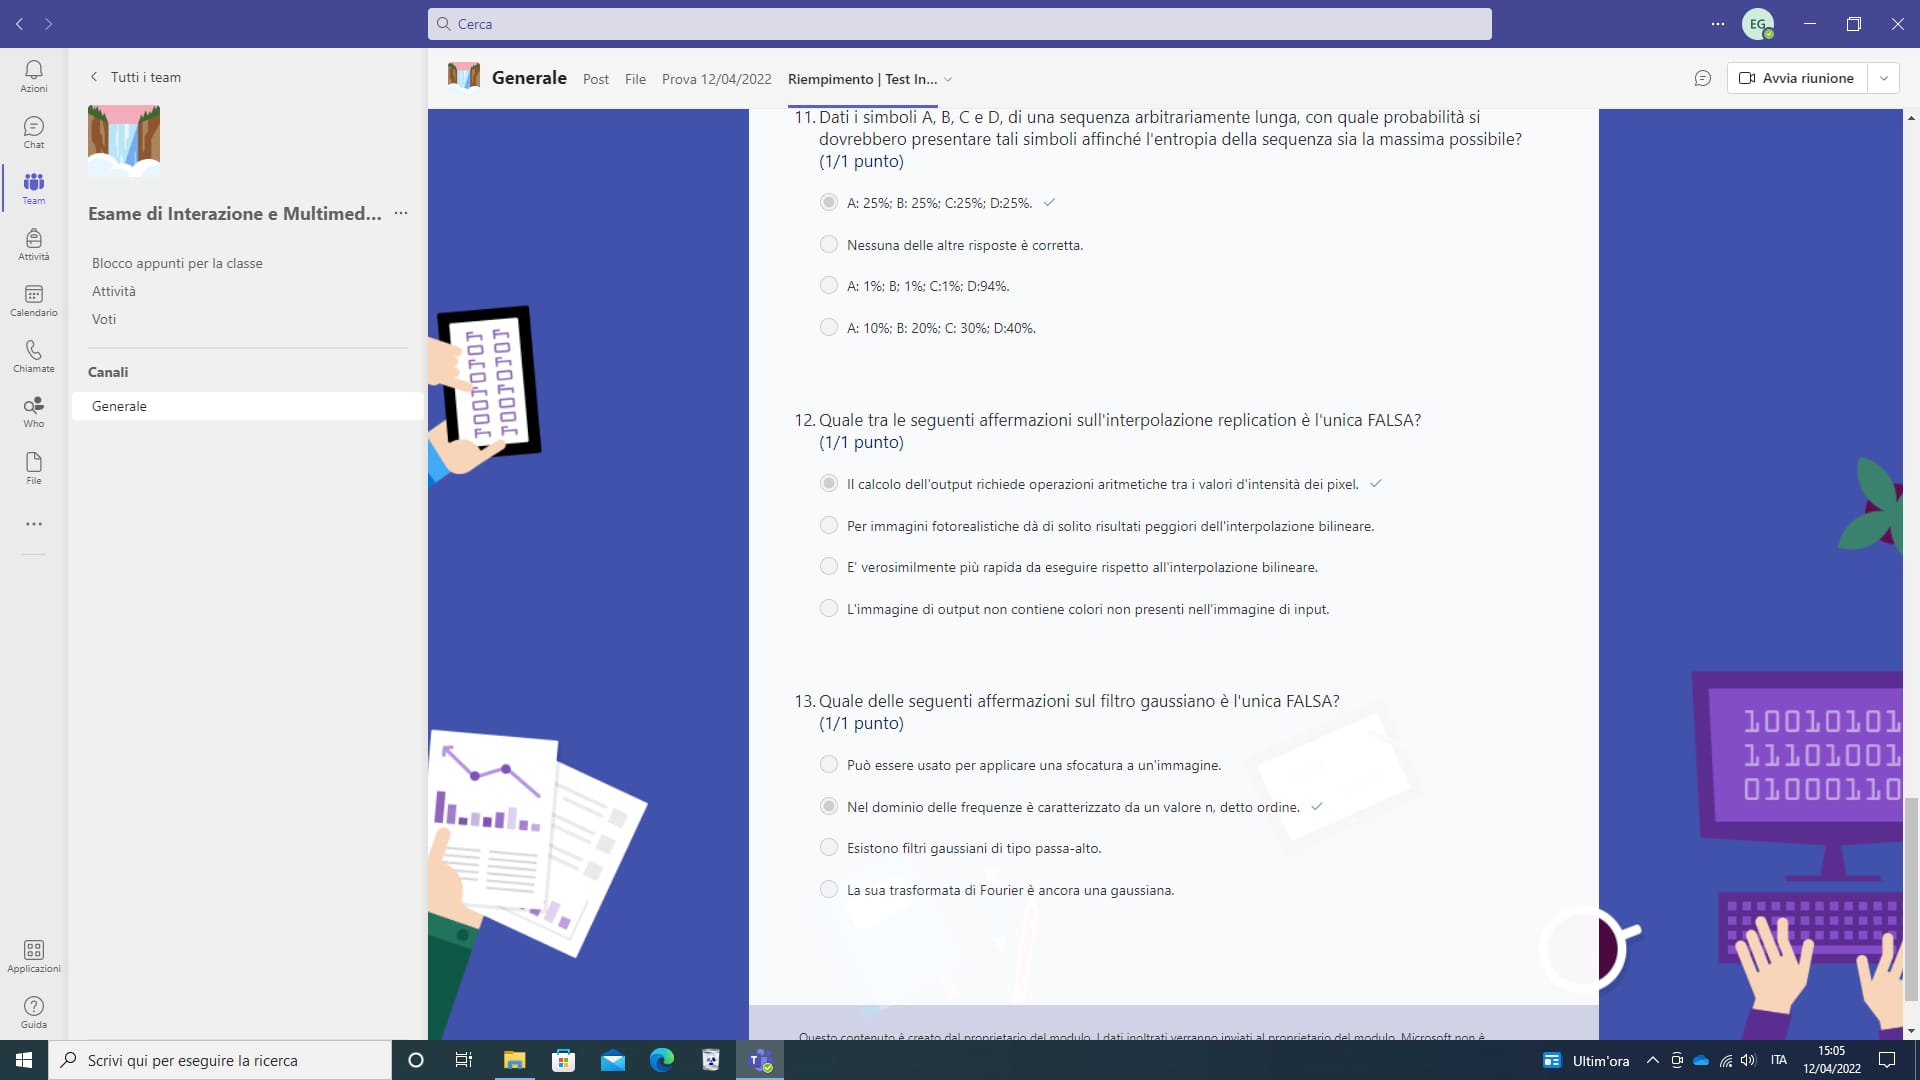 Cerca
EG
Azioni
Chat
Team
Attività
Calendario
Chiamate
Who
File
Applicazioni
Guida
Tutti i team
Esame di Interazione e Multimed...
Blocco appunti per la classe
Attività
Voti
Canali
Generale
Generale
Post
File
Prova 12/04/2022
Riempimento | Test In...
Avvia riunione
11. Dati i simboli A, B, C e D, di una sequenza arbitrariamente lunga, con quale probabilità si
dovrebbero presentare tali simboli affinché l'entropia della sequenza sia la massima possibile?
(1/1 punto)
A: 25%; B: 25%; C:25%; D:25%.
Nessuna delle altre risposte è corretta.
A: 1%; B; 1%; C:1%; D:94%.
A: 10%; B: 20%; C: 30%; D:40%.
12. Quale tra le seguenti affermazioni sull'interpolazione replication è l'unica FALSA?
(1/1 punto)
Il calcolo dell'output richiede operazioni aritmetiche tra i valori d'intensità dei pixel.
Per immagini fotorealistiche dà di solito risultati peggiori dell'interpolazione bilineare.
E' verosimilmente più rapida da eseguire rispetto all'interpolazione bilineare.
L'immagine di output non contiene colori non presenti nell'immagine di input.
13. Quale delle seguenti affermazioni sul filtro gaussiano è l'unica FALSA?
(1/1 punto)
Può essere usato per applicare una sfocatura a un'immagine.
Nel dominio delle frequenze è caratterizzato da un valore n, detto ordine.
Esistono filtri gaussiani di tipo passa-alto.
La sua trasformata di Fourier è ancora una gaussiana.
10010101
11101001
01000110
Questo contenuto è creato dal proprietario del modulo. I dati inoltrati verranno inviati al proprietario del modulo. Microsoft non è
Scrivi qui per eseguire la ricerca
Ultim'ora
ITA
15:05
12/04/2022